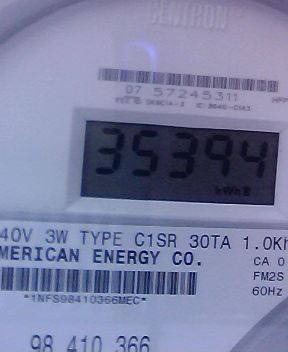 CENTRON
07 57245311
35394
kWh
40V 3W TYPE C1SR 30TA 1.0Kh
MERICAN ENERGY CO.
CA 0
FM2S
*1NFS98410366MEC*
60Hz
98 410 366